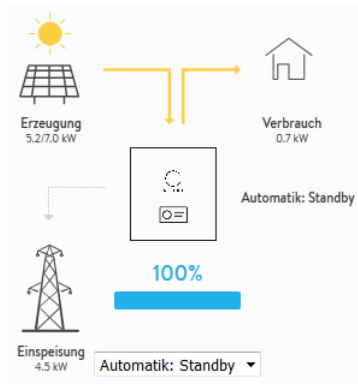 Erzeugung
5.2/7.0 kW
Verbrauch
0.7 kW
Automatik: Standby
100%
Einspeisung
4.5 kW
Automatik: Standby